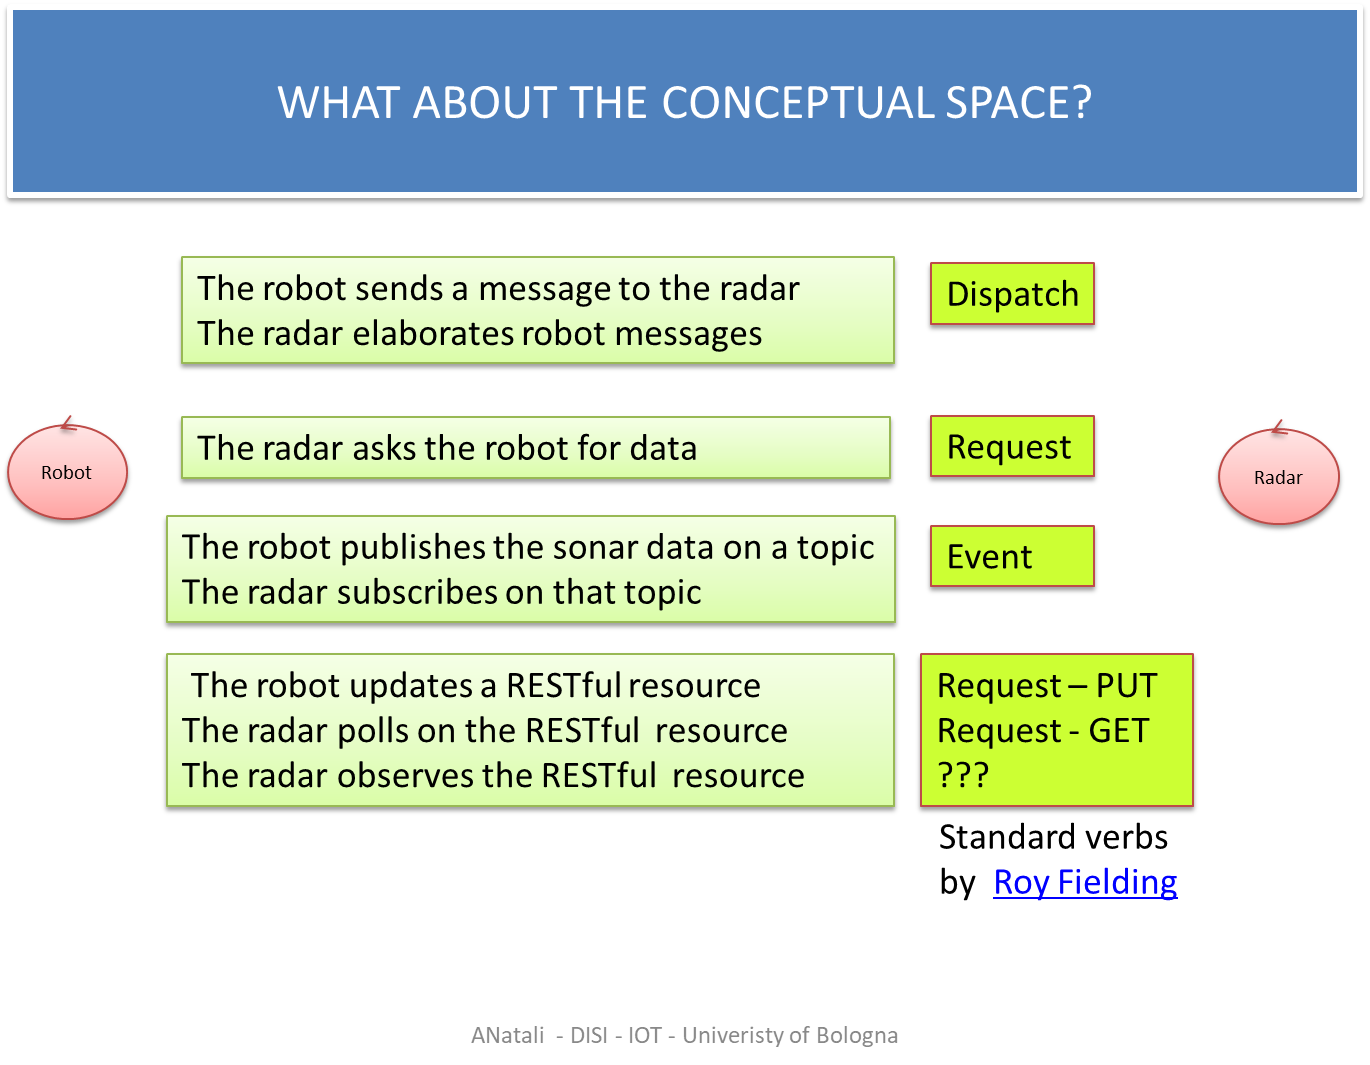 WHAT ABOUT THE CONCEPTUAL SPACE?
The robot sends a message to the radar
The radar elaborates robot messages
Dispatch
Robot
The radar asks the robot for data
Request
Radar
The robot publishes the sonar data on a topic
The radar subscribes on that topic
Event
The robot updates a RESTful resource
The radar polls on the RESTful resource
The radar observes the RESTful resource
Request – PUT
Request - GET
???
Standard verbs
by Roy Fielding
ANatali - DISI - IOT - Univeristy of Bologna